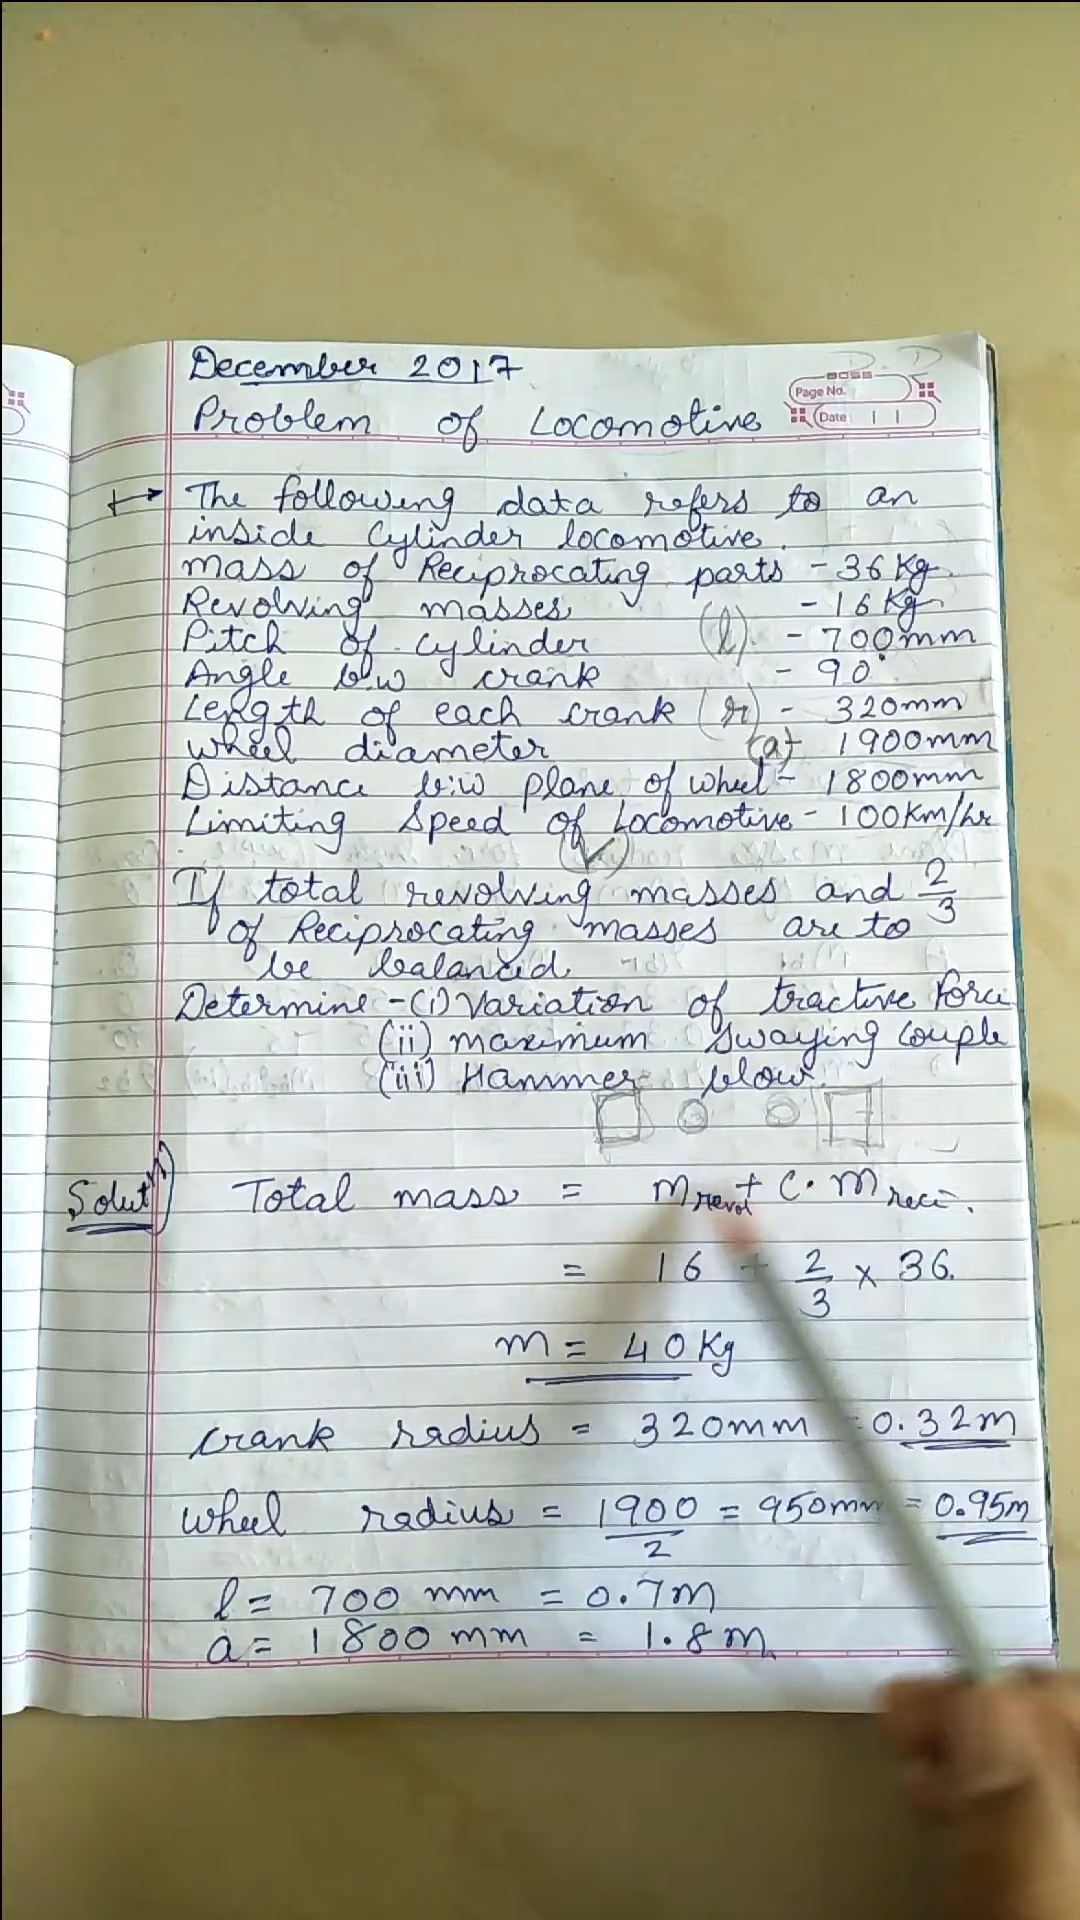 December 2017
BOSS
Page No.
Date
Problem of Locomotive
The following data refers to an
inside Cylinder locomotive.
Mass of Reciprocating parts - 36 Kg
Revolving masses - 16 Kg
Pitch of cylinder (l) - 700mm
Angle b.w crank - 90°
Length of each crank (r) - 320mm
Wheel diameter 1900mm
Distance b:w plane of wheel (a) - 1800mm
Limiting Speed of Locomotive - 100Km/hr
(V)
If total revolving masses and 2/3
of Reciprocating masses are to
be balanced
Determine - (i) Variation of tractive Force
(ii) maximum swaying couple
(iii) Hammer blow.
Solutn) Total mass = m revol + C. m reci.
= 16 + 2/3 x 36.
m = 40 Kg
crank radius = 320mm = 0.32m
wheel radius = 1900/2 = 950mm = 0.95m
l = 700 mm = 0.7m
a = 1800 mm = 1.8m